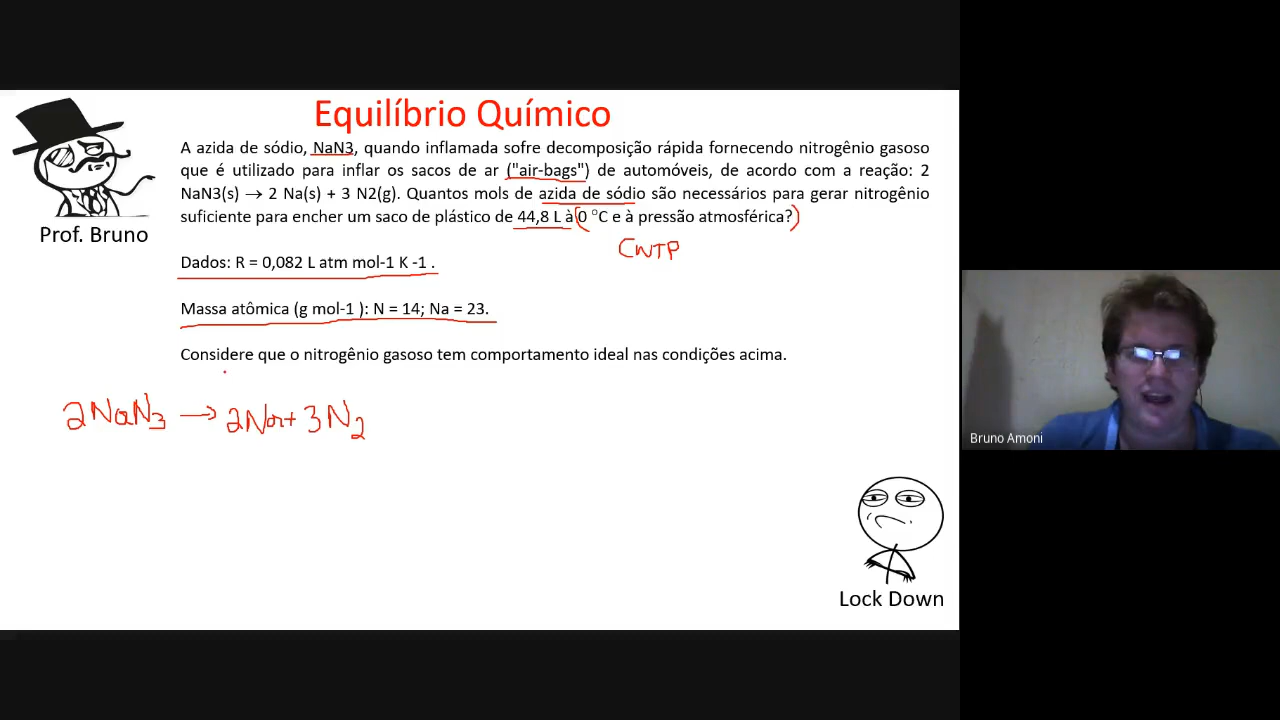 Equilíbrio Químico
A azida de sódio, NaN3, quando inflamada sofre decomposição rápida fornecendo nitrogênio gasoso
que é utilizado para inflar os sacos de ar ("air-bags") de automóveis, de acordo com a reação: 2
NaN3(s) → 2 Na(s) + 3 N2(g). Quantos mols de azida de sódio são necessários para gerar nitrogênio
suficiente para encher um saco de plástico de 44,8 L à 0 °C e à pressão atmosférica?
Prof. Bruno
CNTP
Dados: R = 0,082 L atm mol-1 K -1 .
Massa atômica (g mol-1 ): N = 14; Na = 23.
Considere que o nitrogênio gasoso tem comportamento ideal nas condições acima.
2NaN3 → 2Na + 3N2
Bruno Amoni
Lock Down